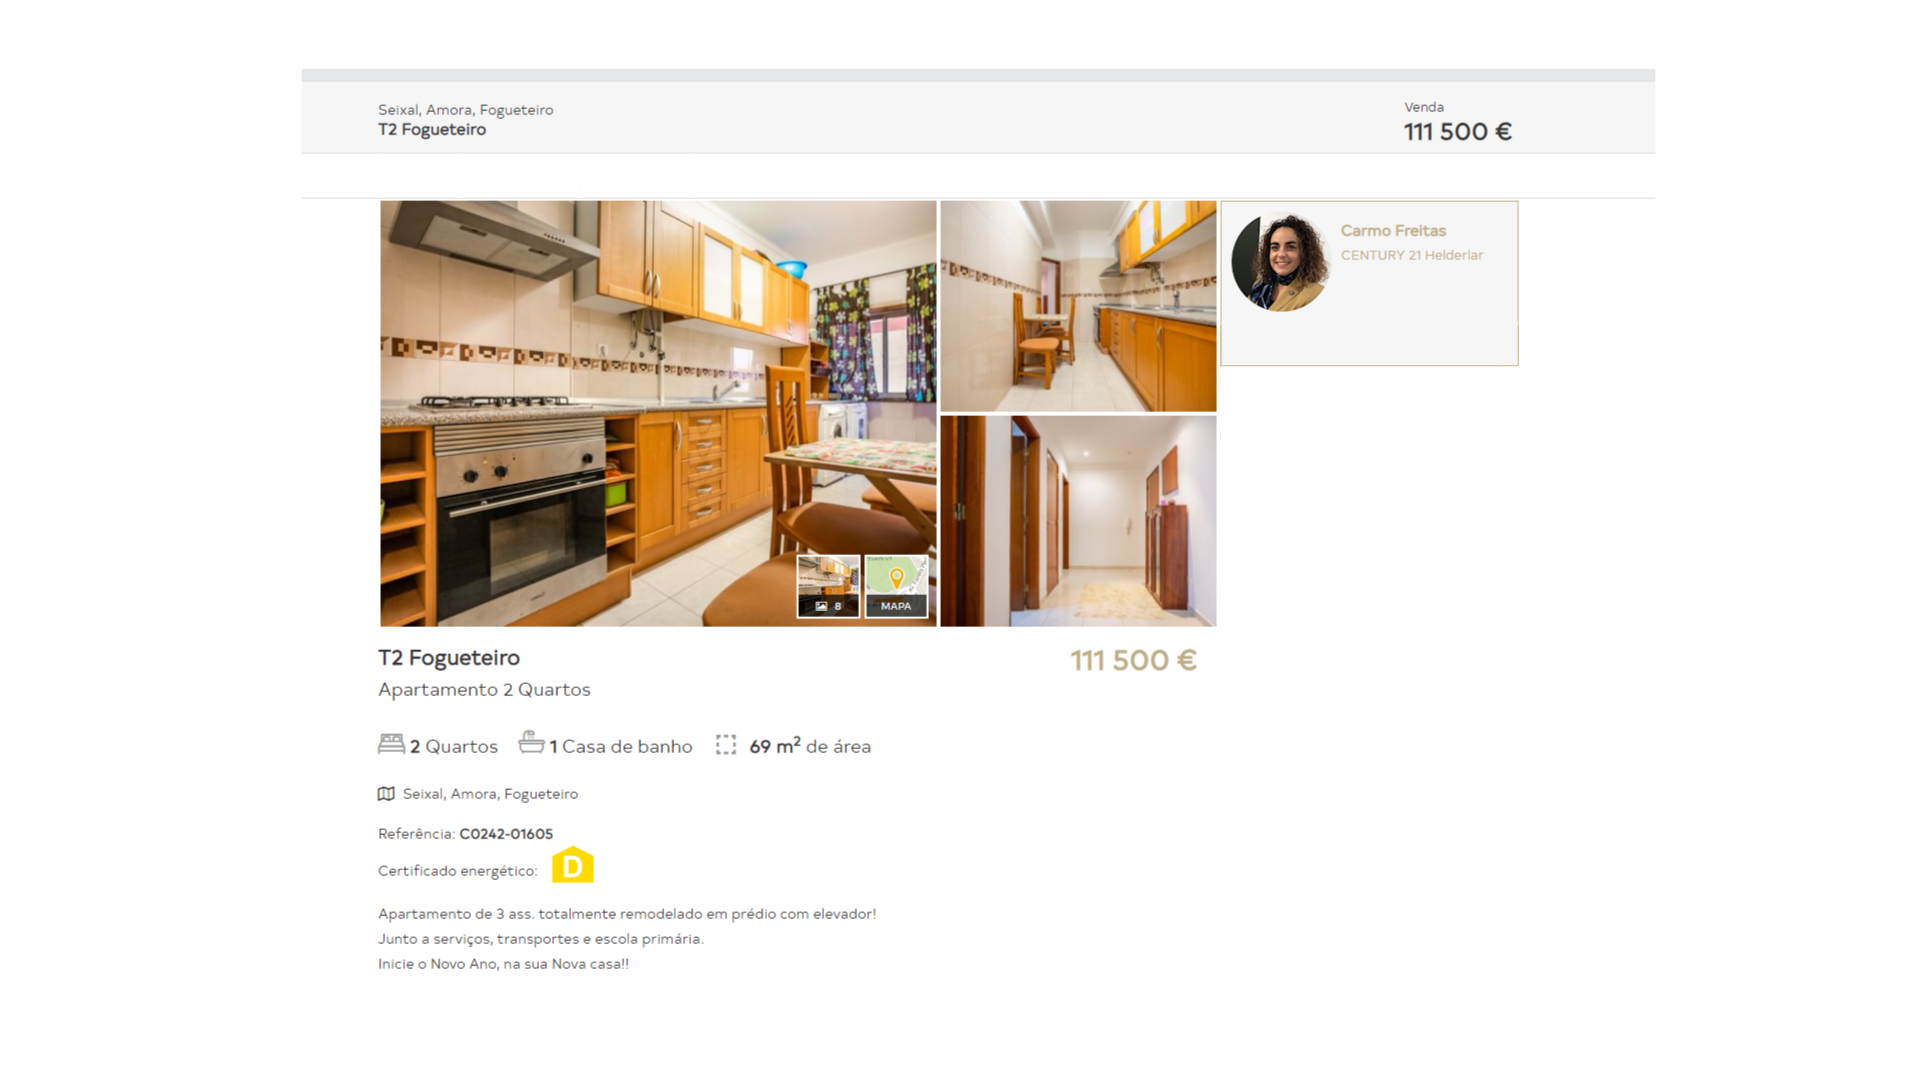 Seixal, Amora, Fogueteiro
T2 Fogueteiro
Venda
111 500 €
Carmo Freitas
CENTURY 21 Helderlar
8
MAPA
T2 Fogueteiro
111 500 €
Apartamento 2 Quartos
2 Quartos 1 Casa de banho 69 m² de área
Seixal, Amora, Fogueteiro
Referência: C0242-01605
Certificado energético: D
Apartamento de 3 ass. totalmente remodelado em prédio com elevador!
Junto a serviços, transportes e escola primária.
Inicie o Novo Ano, na sua Nova casa!!